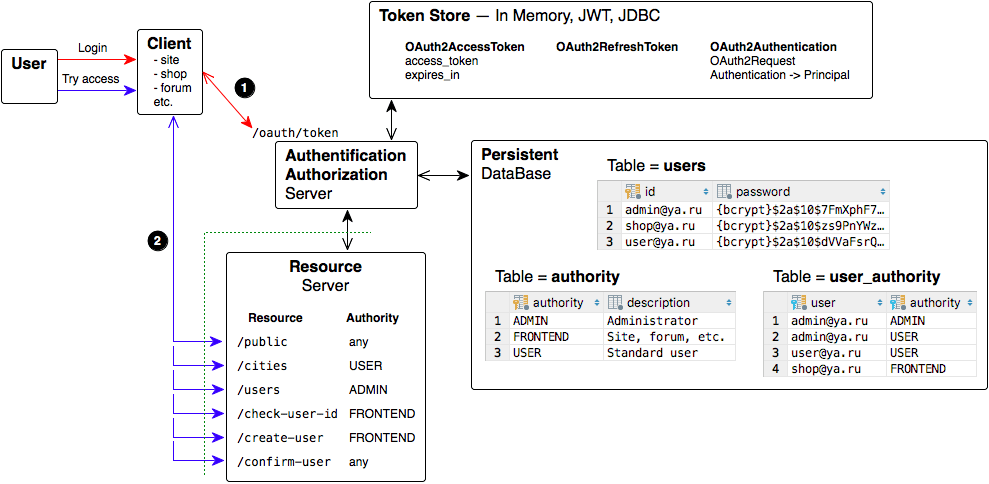 User
Login
Try access
Client
- site
- shop
- forum
etc.
1
/oauth/token
Token Store — In Memory, JWT, JDBC
OAuth2AccessToken
access_token
expires_in
OAuth2RefreshToken
OAuth2Authentication
OAuth2Request
Authentication -> Principal
Authentification
Authorization
Server
Persistent
DataBase
Table = users
id password
1 admin@ya.ru {bcrypt}$2a$10$7FmXphF7…
2 shop@ya.ru {bcrypt}$2a$10$zs9PnYWz…
3 user@ya.ru {bcrypt}$2a$10$dVVaFsrQ…
Table = authority
authority description
1 ADMIN Administrator
2 FRONTEND Site, forum, etc.
3 USER Standard user
Table = user_authority
user authority
1 admin@ya.ru ADMIN
2 admin@ya.ru USER
3 user@ya.ru USER
4 shop@ya.ru FRONTEND
2
Resource
Server
Resource Authority
/public any
/cities USER
/users ADMIN
/check-user-id FRONTEND
/create-user FRONTEND
/confirm-user any